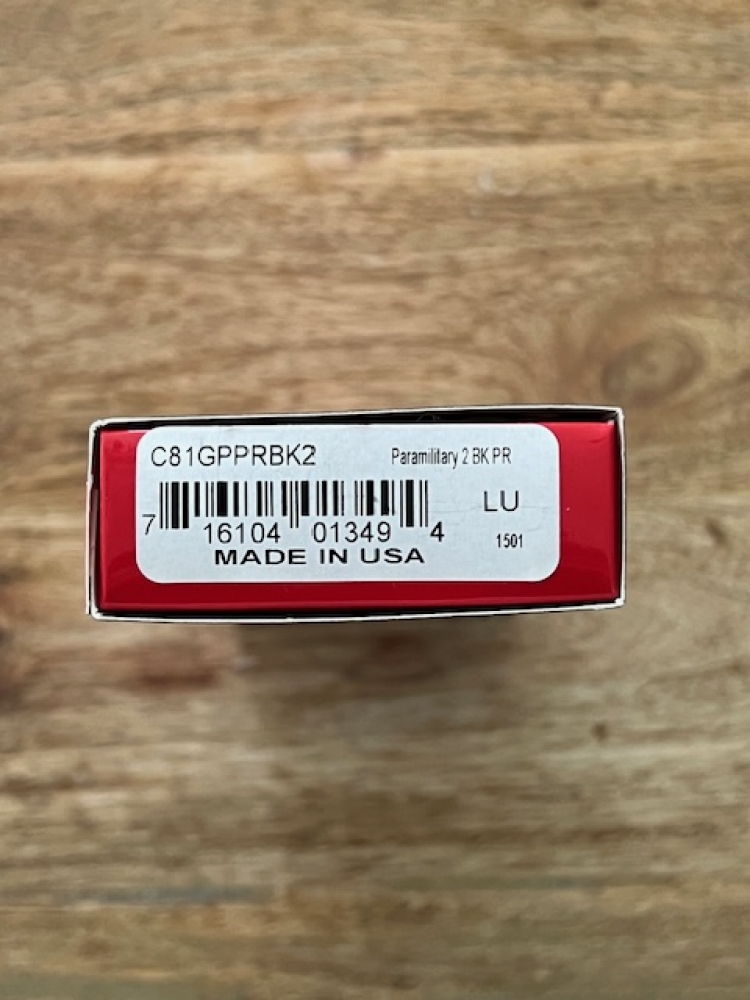 C81GPPRBK2 Paramilitary 2 BK PR
LU
7 16104 01349 4
1501
MADE IN USA